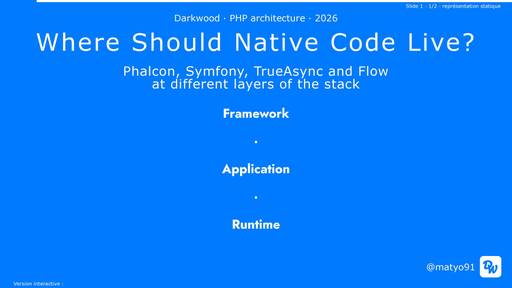 Slide 1 - 1/2 - représentation statique
Darkwood · PHP architecture · 2026
Where Should Native Code Live?
Phalcon, Symfony, TrueAsync and Flow
at different layers of the stack
Framework
·
Application
·
Runtime
@matyo91
DW
Version interactive :